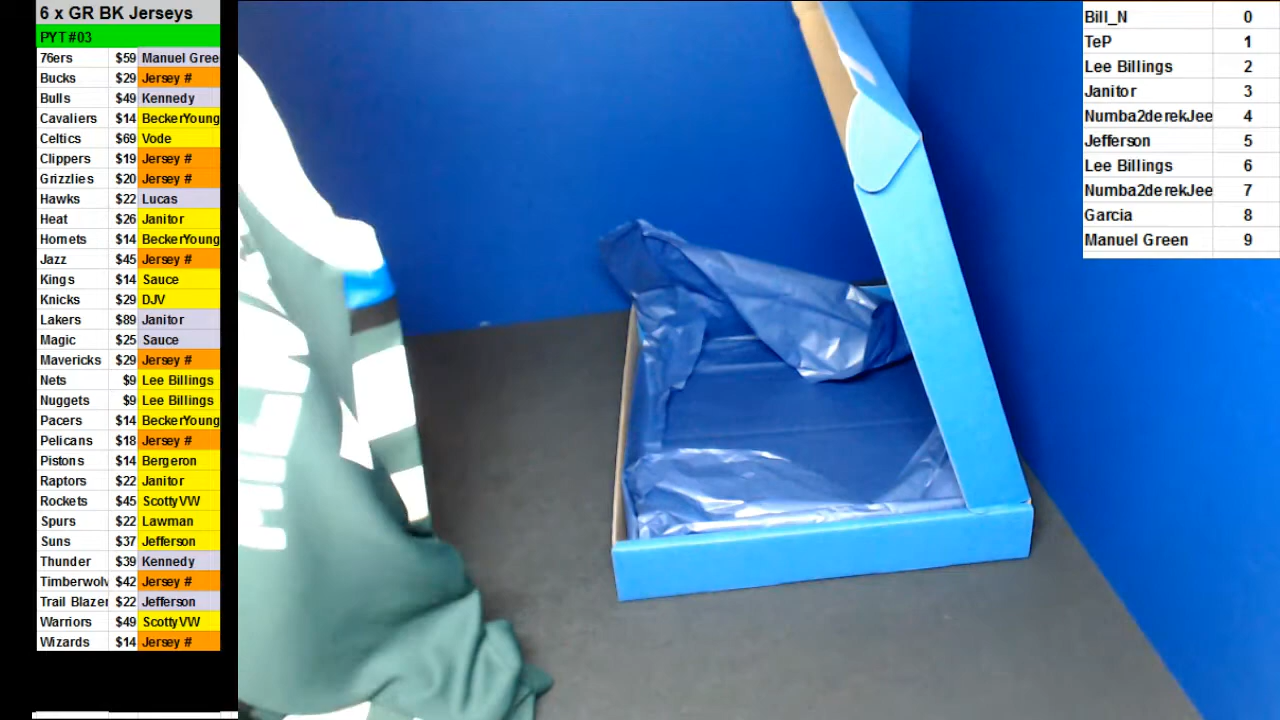 6 x GR BK Jerseys
PYT #03
76ers $59 Manuel Gree
Bucks $29 Jersey #
Bulls $49 Kennedy
Cavaliers $14 BeckerYoung
Celtics $69 Vode
Clippers $19 Jersey #
Grizzlies $20 Jersey #
Hawks $22 Lucas
Heat $26 Janitor
Hornets $14 BeckerYoung
Jazz $45 Jersey #
Kings $14 Sauce
Knicks $29 DJV
Lakers $89 Janitor
Magic $25 Sauce
Mavericks $29 Jersey #
Nets $9 Lee Billings
Nuggets $9 Lee Billings
Pacers $14 BeckerYoung
Pelicans $18 Jersey #
Pistons $14 Bergeron
Raptors $22 Janitor
Rockets $45 ScottyVW
Spurs $22 Lawman
Suns $37 Jefferson
Thunder $39 Kennedy
Timberwolv $42 Jersey #
Trail Blazer $22 Jefferson
Warriors $49 ScottyVW
Wizards $14 Jersey #
Bill_N 0
TeP 1
Lee Billings 2
Janitor 3
Numba2derekJee 4
Jefferson 5
Lee Billings 6
Numba2derekJee 7
Garcia 8
Manuel Green 9